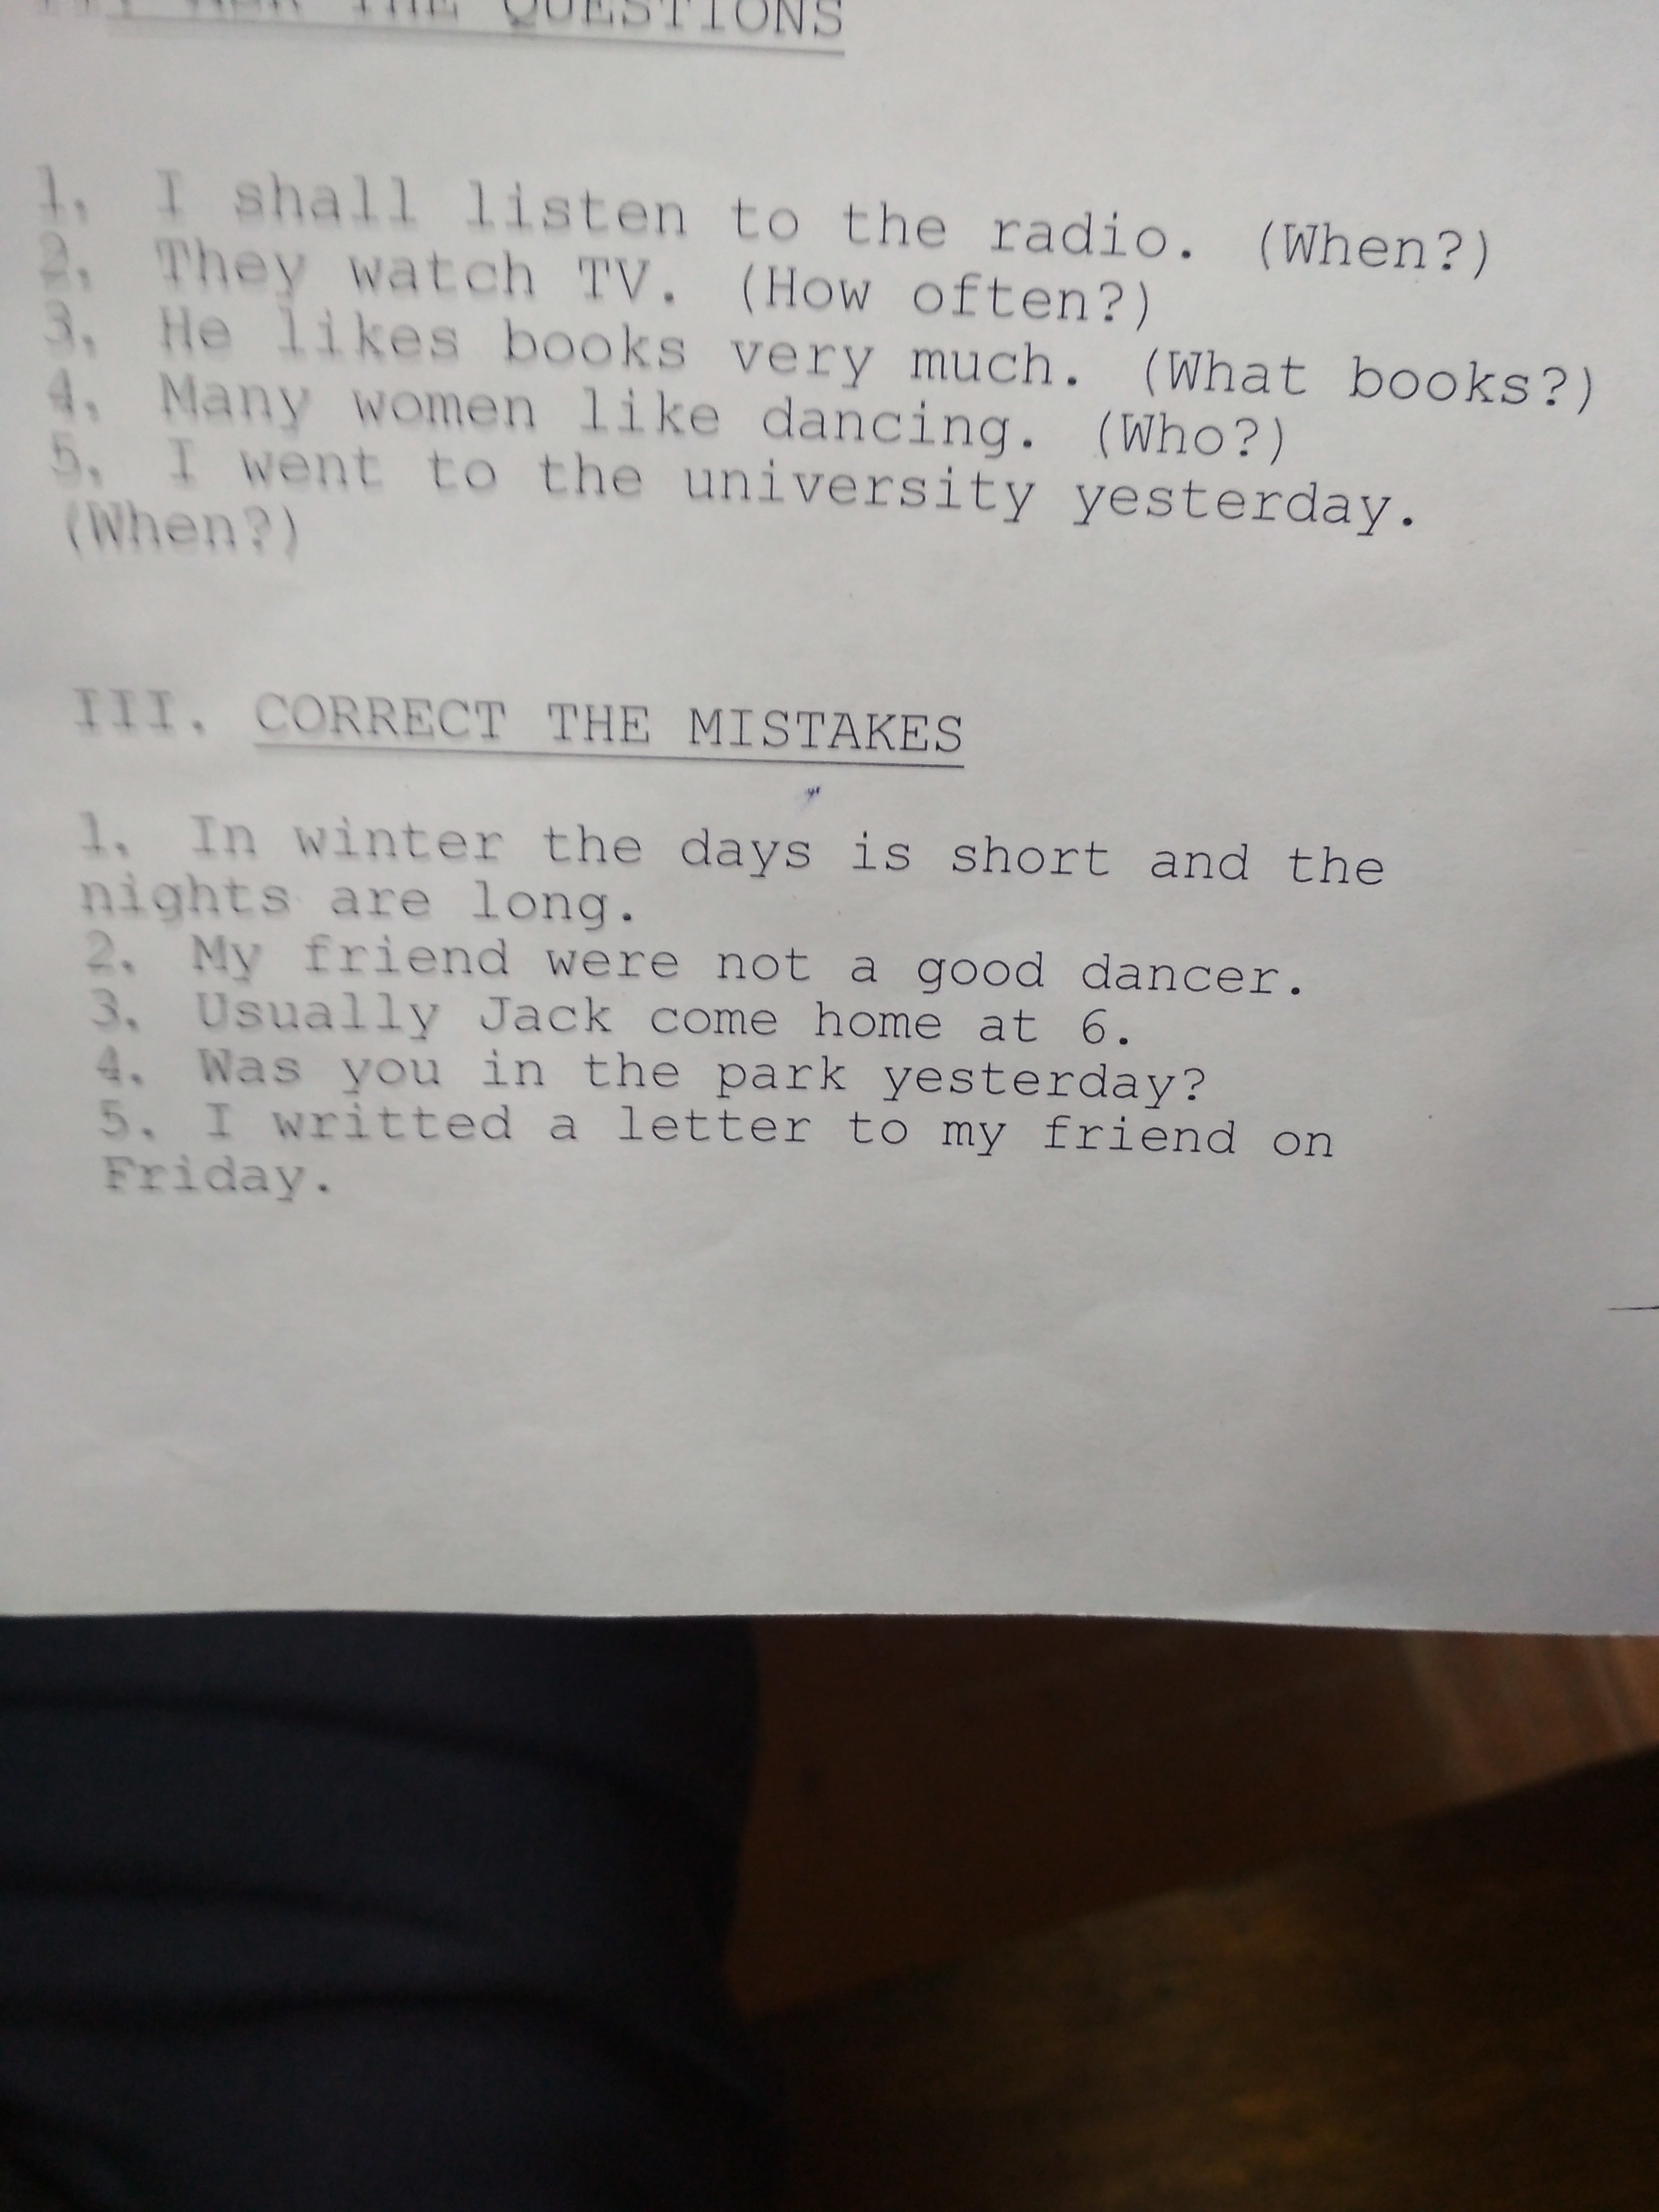 THE QUESTIONS
1. I shall listen to the radio. (When?)
2. They watch TV. (How often?)
3. He likes books very much. (What books?)
4. Many women like dancing. (Who?)
5. I went to the university yesterday.
(When?)
III. CORRECT THE MISTAKES
1. In winter the days is short and the
nights are long.
2. My friend were not a good dancer.
3. Usually Jack come home at 6.
4. Was you in the park yesterday?
5. I writted a letter to my friend on
Friday.